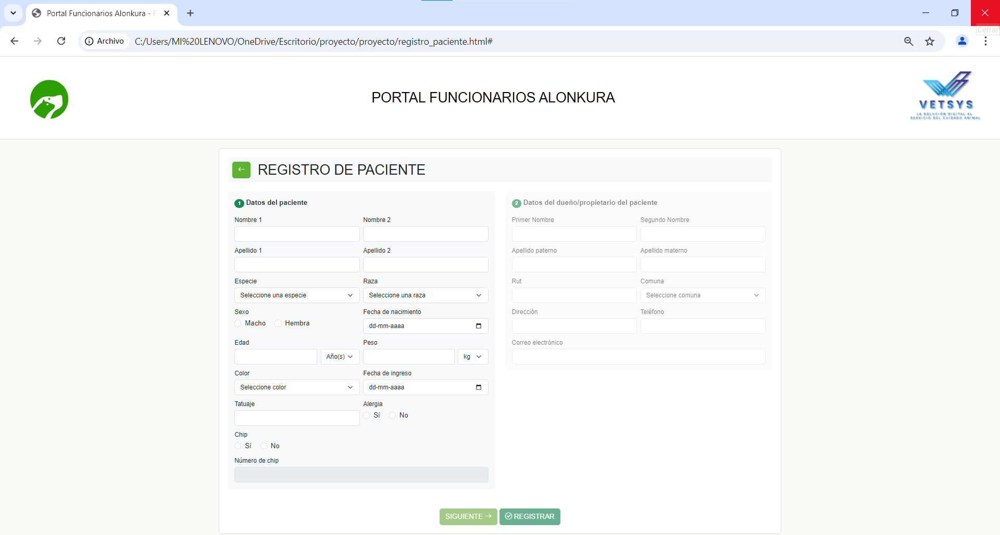 Portal Funcionarios Alonkura -
Cerrar
Archivo
C:/Users/MI%20LENOVO/OneDrive/Escritorio/proyecto/proyecto/registro_paciente.html#
PORTAL FUNCIONARIOS ALONKURA
VETSYS
LA SOLUCIÓN DIGITAL AL
SERVICIO DEL CUIDADO ANIMAL
REGISTRO DE PACIENTE
1 Datos del paciente
Nombre 1 Nombre 2
Apellido 1 Apellido 2
Especie Raza
Seleccione una especie Seleccione una raza
Sexo Fecha de nacimiento
Macho Hembra dd-mm-aaaa
Edad Peso
Año(s) kg
Color Fecha de ingreso
Seleccione color dd-mm-aaaa
Tatuaje Alergia
Sí No
Chip
Sí No
Número de chip
2 Datos del dueño/propietario del paciente
Primer Nombre Segundo Nombre
Apellido paterno Apellido materno
Rut Comuna
Seleccione comuna
Dirección Teléfono
Correo electrónico
SIGUIENTE → REGISTRAR